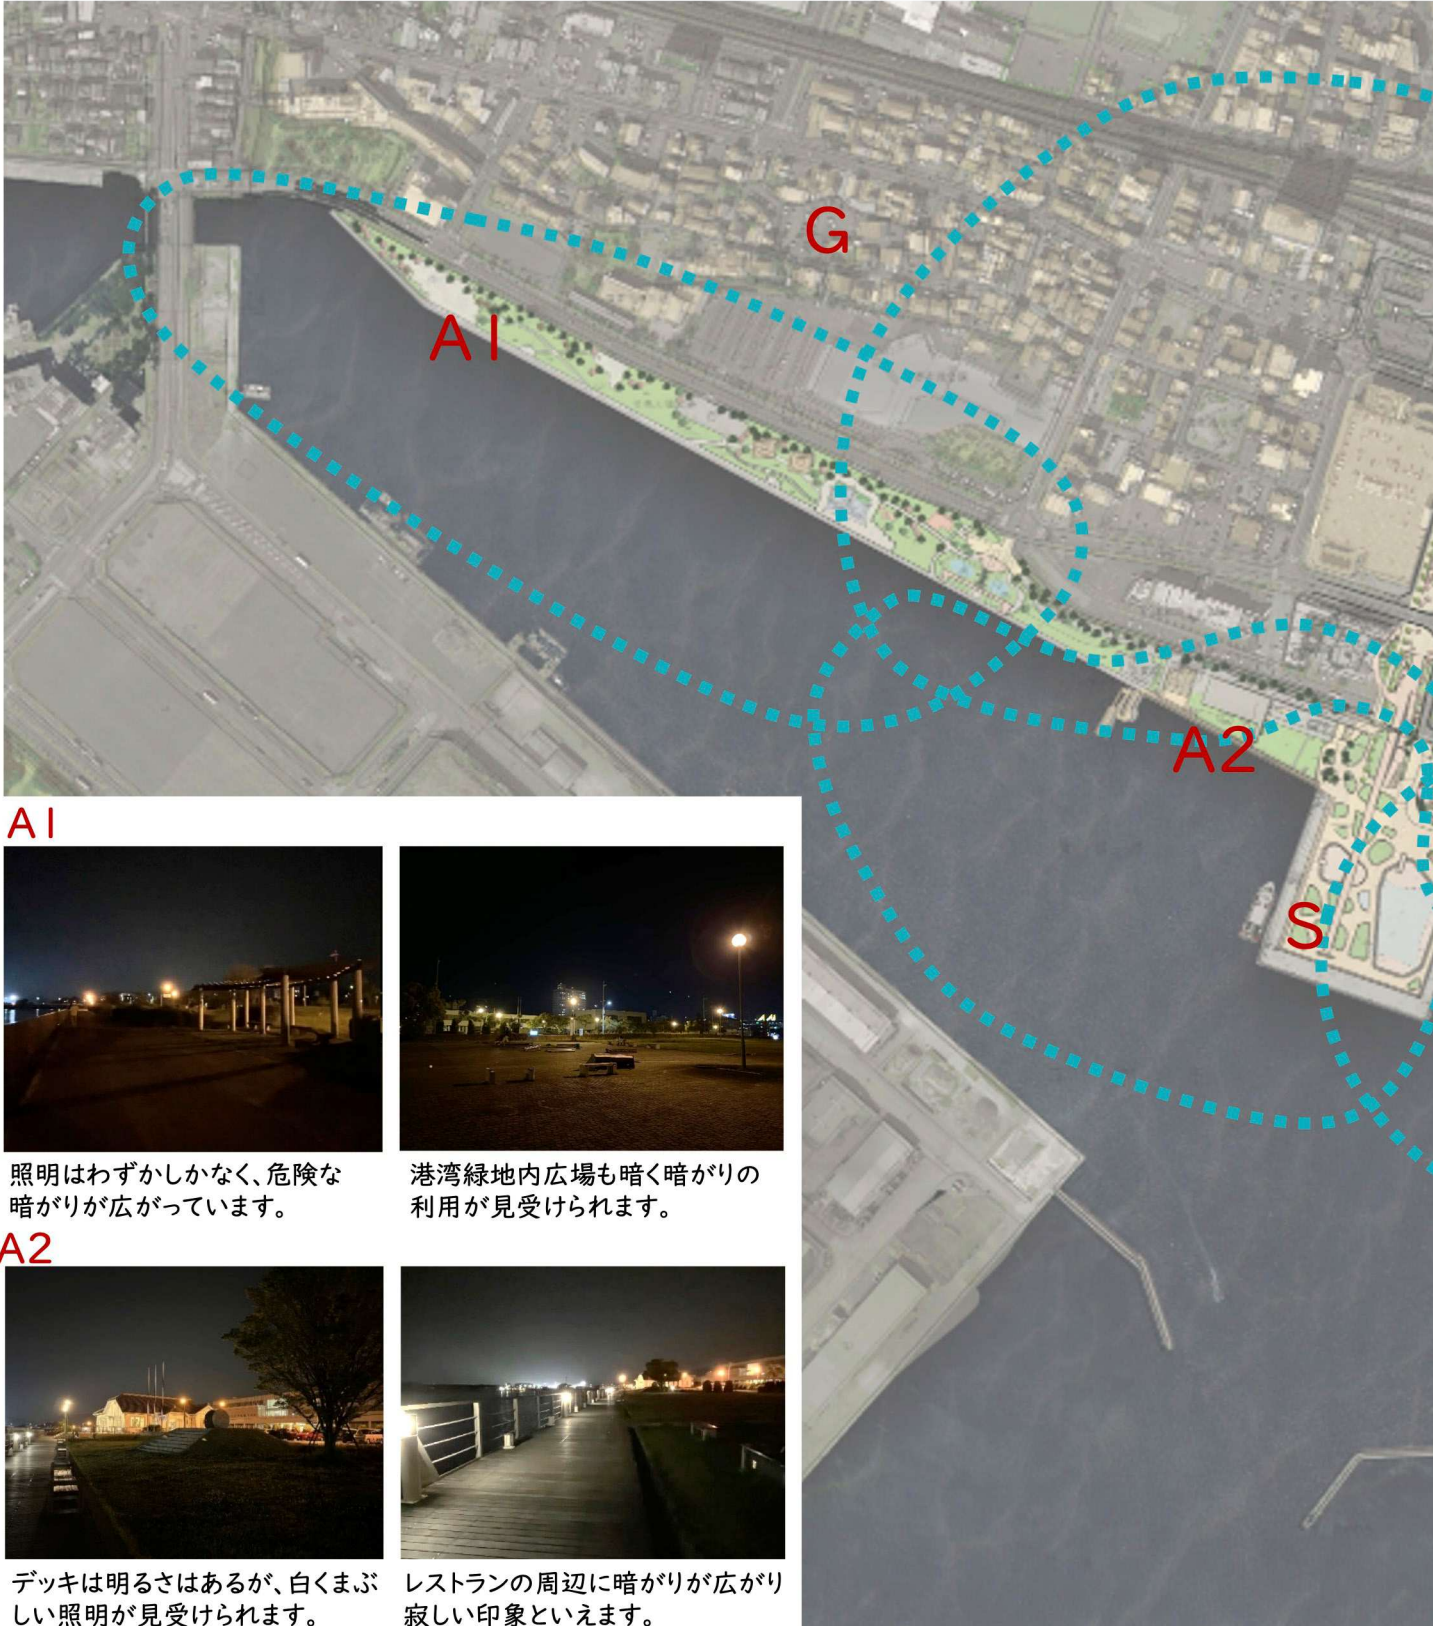 G
A1
A2
S
A1
照明はわずかしかなく、危険な
暗がりが広がっています。
港湾緑地内広場も暗く暗がりの
利用が見受けられます。
A2
デッキは明るさはあるが、白くまぶ
しい照明が見受けられます。
レストランの周辺に暗がりが広がり
寂しい印象といえます。